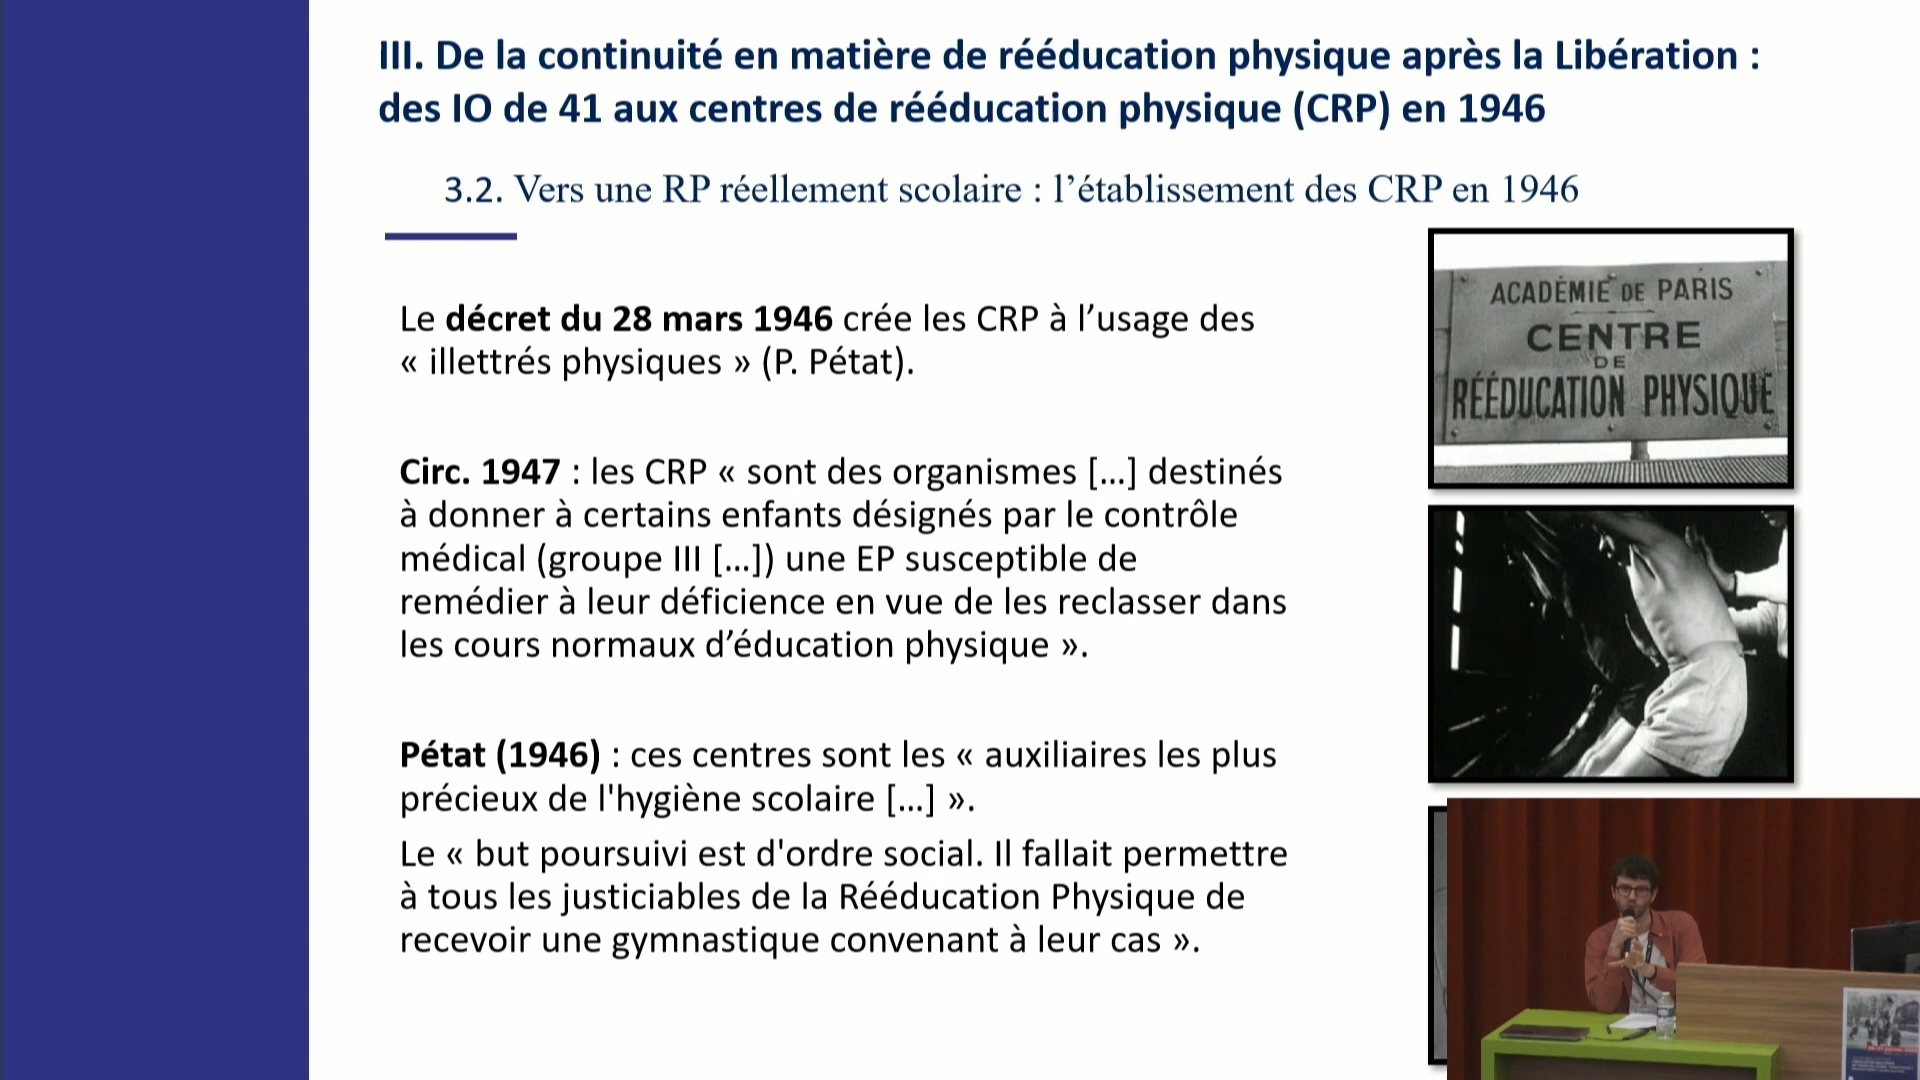 III. De la continuité en matière de rééducation physique après la Libération :
des IO de 41 aux centres de rééducation physique (CRP) en 1946
3.2. Vers une RP réellement scolaire : l’établissement des CRP en 1946
Le décret du 28 mars 1946 crée les CRP à l’usage des
« illettrés physiques » (P. Pétat).
Circ. 1947 : les CRP « sont des organismes [...] destinés
à donner à certains enfants désignés par le contrôle
médical (groupe III [...]) une EP susceptible de
remédier à leur déficience en vue de les reclasser dans
les cours normaux d’éducation physique ».
Pétat (1946) : ces centres sont les « auxiliaires les plus
précieux de l'hygiène scolaire [...] ».
Le « but poursuivi est d'ordre social. Il fallait permettre
à tous les justiciables de la Rééducation Physique de
recevoir une gymnastique convenant à leur cas ».
ACADÉMIE DE PARIS
CENTRE
DE
RÉÉDUCATION PHYSIQUE